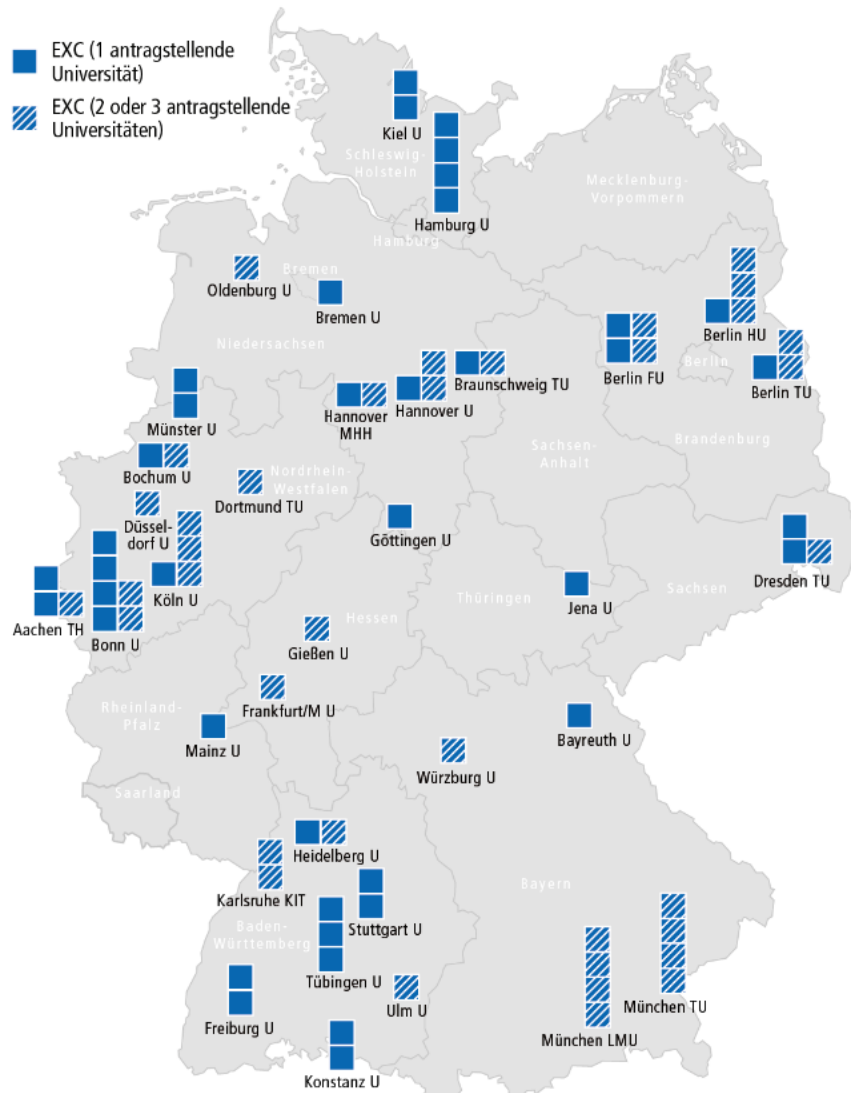 EXC (1 antragstellende
Universität)
EXC (2 oder 3 antragstellende
Universitäten)
Kiel U
Schleswig-
Holstein
Mecklenburg-
Vorpommern
Hamburg U
Hamburg
Bremen
Oldenburg U
Bremen U
Niedersachsen
Berlin HU
Berlin
Berlin FU
Berlin TU
Braunschweig TU
Hannover U
Hannover
MHH
Münster U
Brandenburg
Sachsen-
Anhalt
Bochum U
Nordrhein-
Westfalen
Dortmund TU
Düssel-
dorf U
Göttingen U
Köln U
Dresden TU
Sachsen
Thüringen
Jena U
Aachen TH
Bonn U
Hessen
Gießen U
Frankfurt/M U
Rheinland-
Pfalz
Mainz U
Bayreuth U
Würzburg U
Saarland
Heidelberg U
Karlsruhe KIT
Bayern
Stuttgart U
Baden-
Württemberg
Tübingen U
Ulm U
München TU
Freiburg U
München LMU
Konstanz U